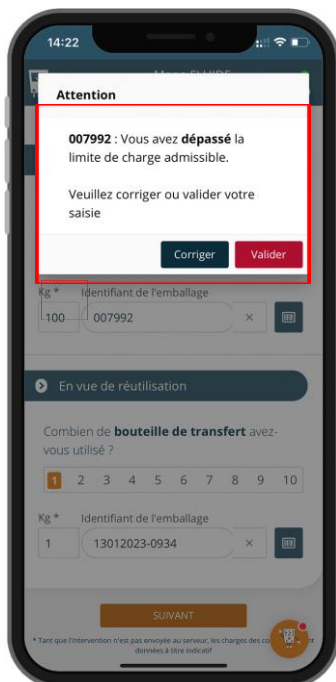 14:22
Attention
007992 : Vous avez dépassé la
limite de charge admissible.
Veuillez corriger ou valider votre
saisie
Corriger
Valider
Kg * Identifiant de l'emballage
100 007992 ×
En vue de réutilisation
Combien de bouteille de transfert avez-
vous utilisé ?
1 2 3 4 5 6 7 8 9 10
Kg * Identifiant de l'emballage
1 13012023-0934 ×
SUIVANT
* Tant que l'intervention n'est pas envoyée au serveur, les charges des
données à titre indicatif